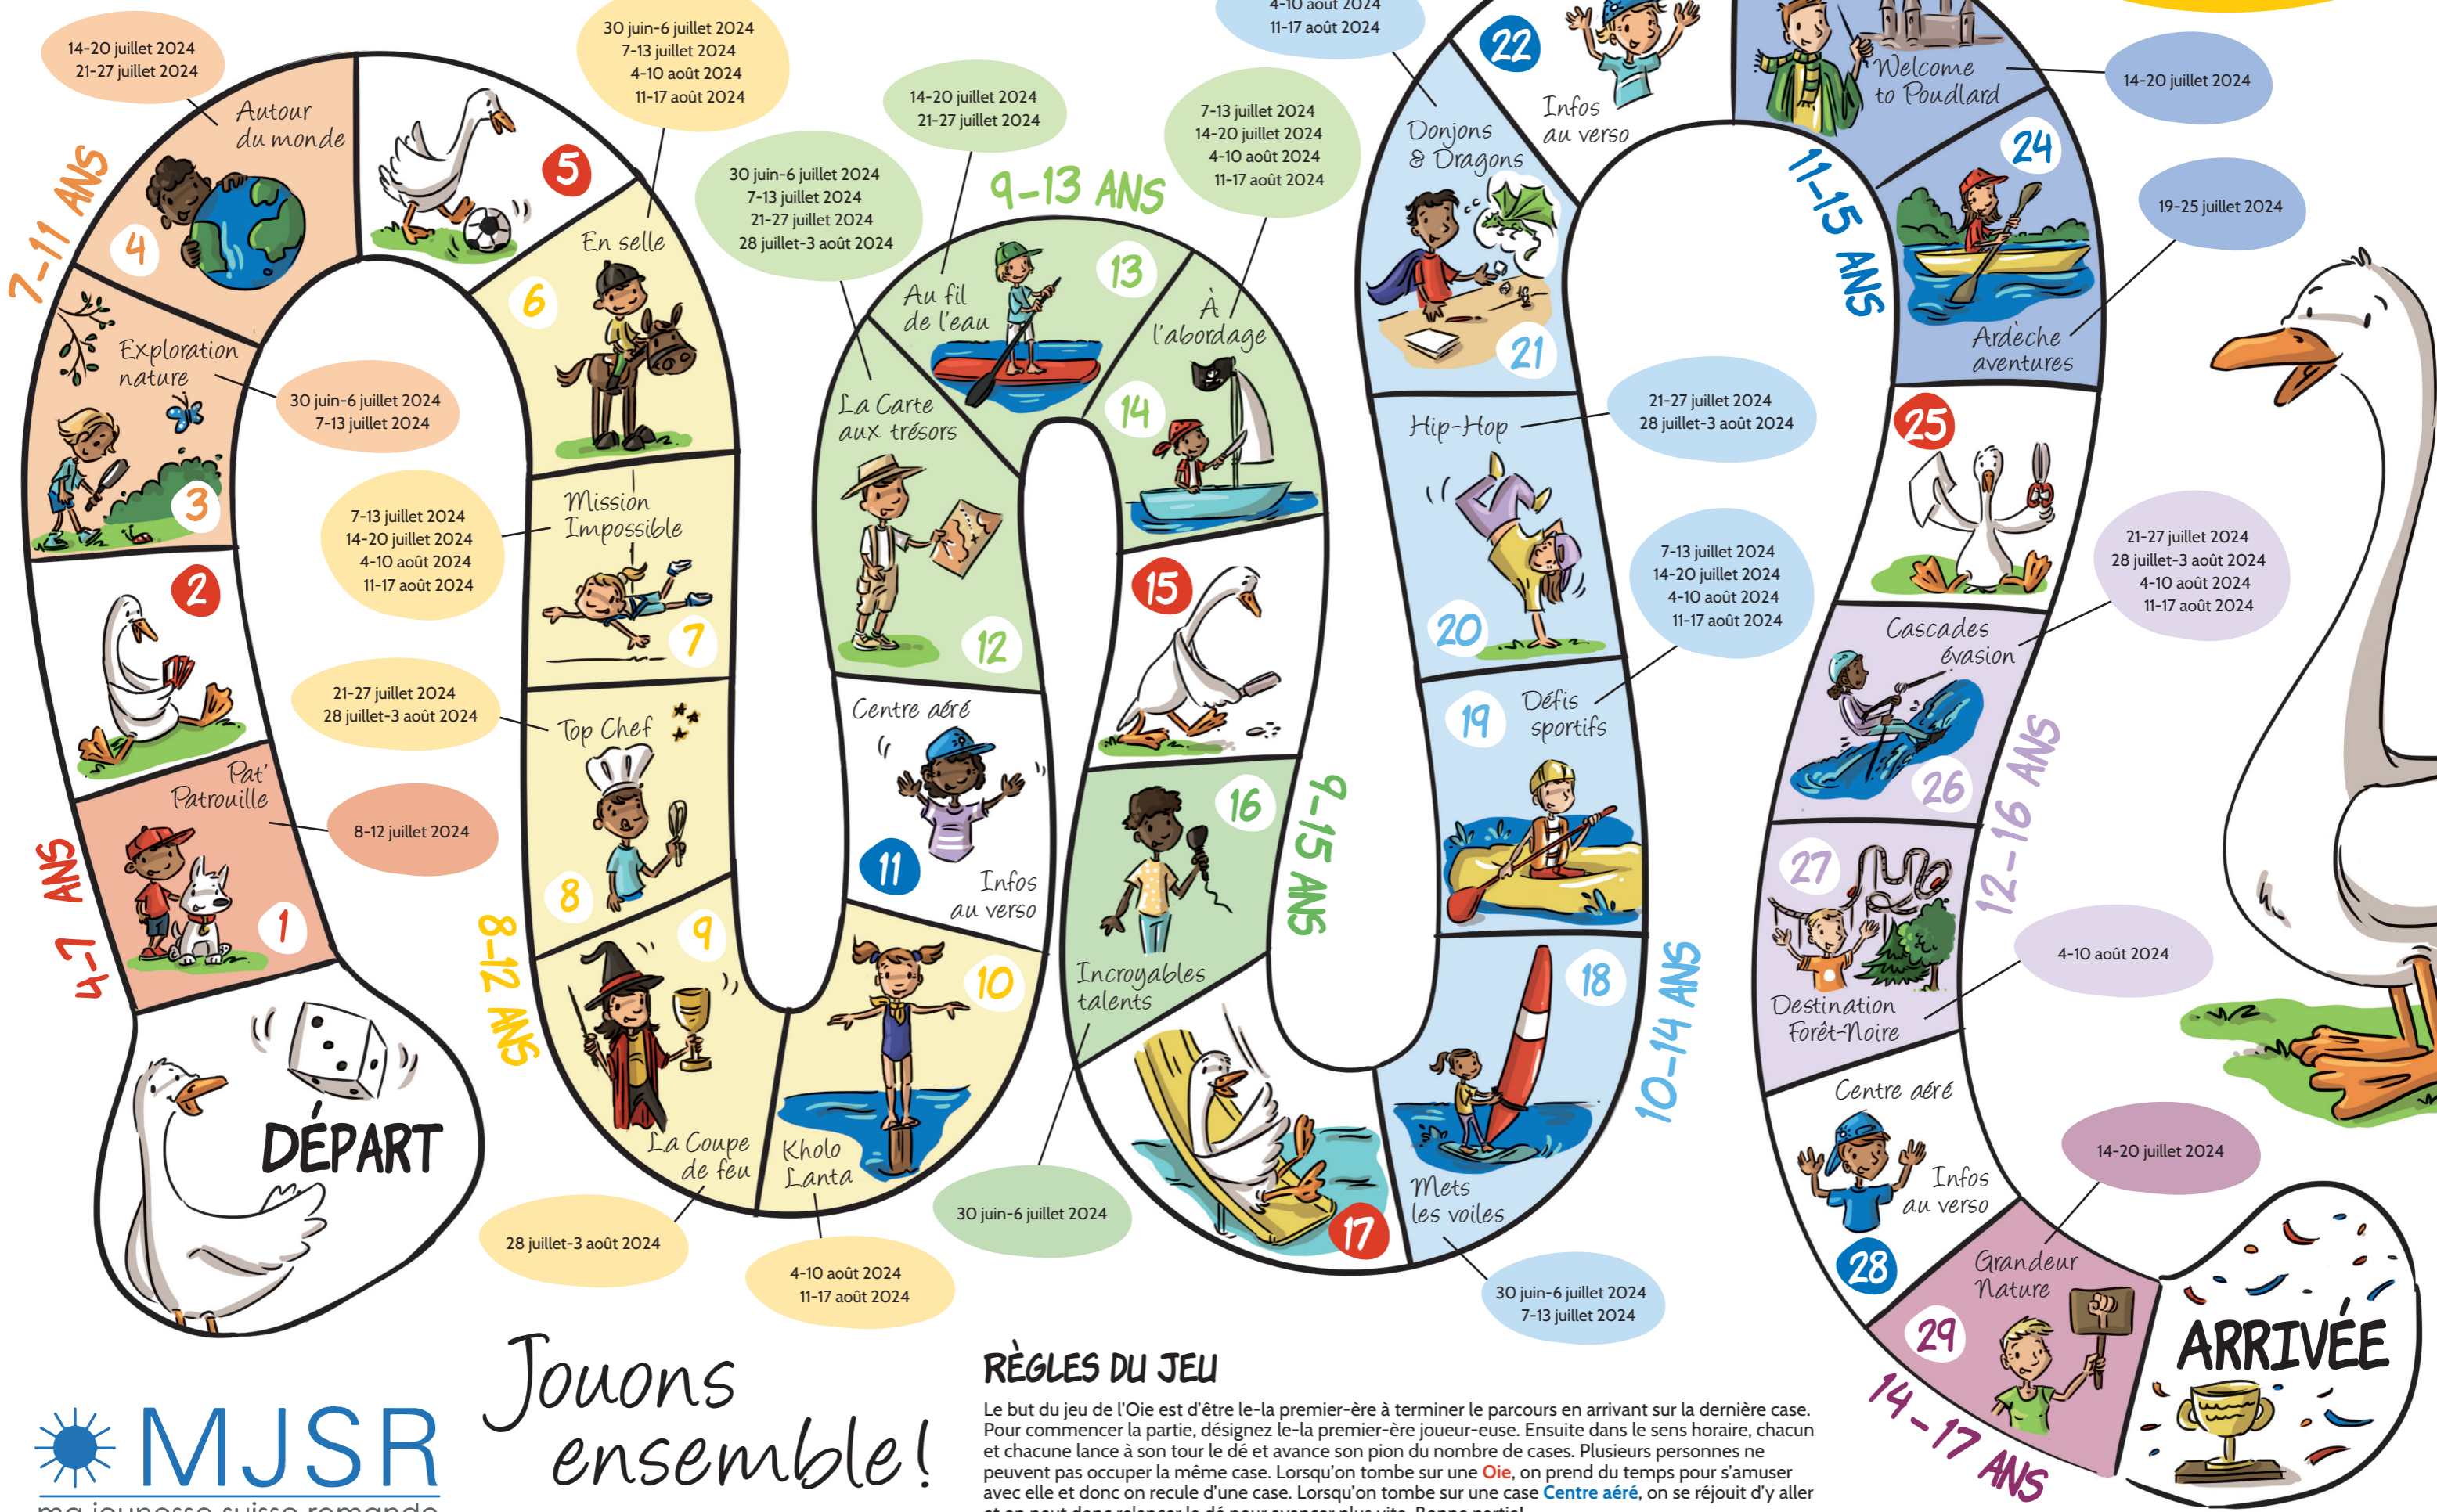 DÉPART
4-7 ANS
Pat'
Patrouille
1
8-12 juillet 2024
2
7-11 ANS
Exploration
nature
3
30 juin-6 juillet 2024
7-13 juillet 2024
Autour
du monde
4
14-20 juillet 2024
21-27 juillet 2024
5
8-12 ANS
En selle
6
30 juin-6 juillet 2024
7-13 juillet 2024
4-10 août 2024
11-17 août 2024
Mission
Impossible
7
7-13 juillet 2024
14-20 juillet 2024
4-10 août 2024
11-17 août 2024
Top Chef
8
21-27 juillet 2024
28 juillet-3 août 2024
9
La Coupe
de feu
28 juillet-3 août 2024
10
Kholo
Lanta
4-10 août 2024
11-17 août 2024
Centre aéré
11
Infos
au verso
9-13 ANS
La Carte
aux trésors
12
30 juin-6 juillet 2024
7-13 juillet 2024
21-27 juillet 2024
28 juillet-3 août 2024
Au fil
de l'eau
13
14-20 juillet 2024
21-27 juillet 2024
À
l'abordage
14
7-13 juillet 2024
14-20 juillet 2024
4-10 août 2024
11-17 août 2024
15
9-15 ANS
16
Incroyables
talents
30 juin-6 juillet 2024
17
10-14 ANS
18
Mets
les voiles
30 juin-6 juillet 2024
7-13 juillet 2024
19
Défis
sportifs
7-13 juillet 2024
14-20 juillet 2024
4-10 août 2024
11-17 août 2024
Hip-Hop
20
21-27 juillet 2024
28 juillet-3 août 2024
Donjons
& Dragons
21
4-10 août 2024
11-17 août 2024
22
Infos
au verso
11-15 ANS
Welcome
to Poudlard
14-20 juillet 2024
24
Ardèche
aventures
19-25 juillet 2024
25
12-16 ANS
Cascades
évasion
26
21-27 juillet 2024
28 juillet-3 août 2024
4-10 août 2024
11-17 août 2024
27
Destination
Forêt-Noire
4-10 août 2024
Centre aéré
Infos
au verso
28
14-17 ANS
Grandeur
Nature
29
14-20 juillet 2024
ARRIVÉE
MJSR
ma jeunesse suisse romande
Jouons
ensemble!
RÈGLES DU JEU
Le but du jeu de l'Oie est d'être le-la premier-ère à terminer le parcours en arrivant sur la dernière case.
Pour commencer la partie, désignez le-la premier-ère joueur-euse. Ensuite dans le sens horaire, chacun
et chacune lance à son tour le dé et avance son pion du nombre de cases. Plusieurs personnes ne
peuvent pas occuper la même case. Lorsqu'on tombe sur une Oie, on prend du temps pour s'amuser
avec elle et donc on recule d'une case. Lorsqu'on tombe sur une case Centre aéré, on se réjouit d'y aller
et on peut donc relancer le dé pour avancer plus vite. Bonne partie!